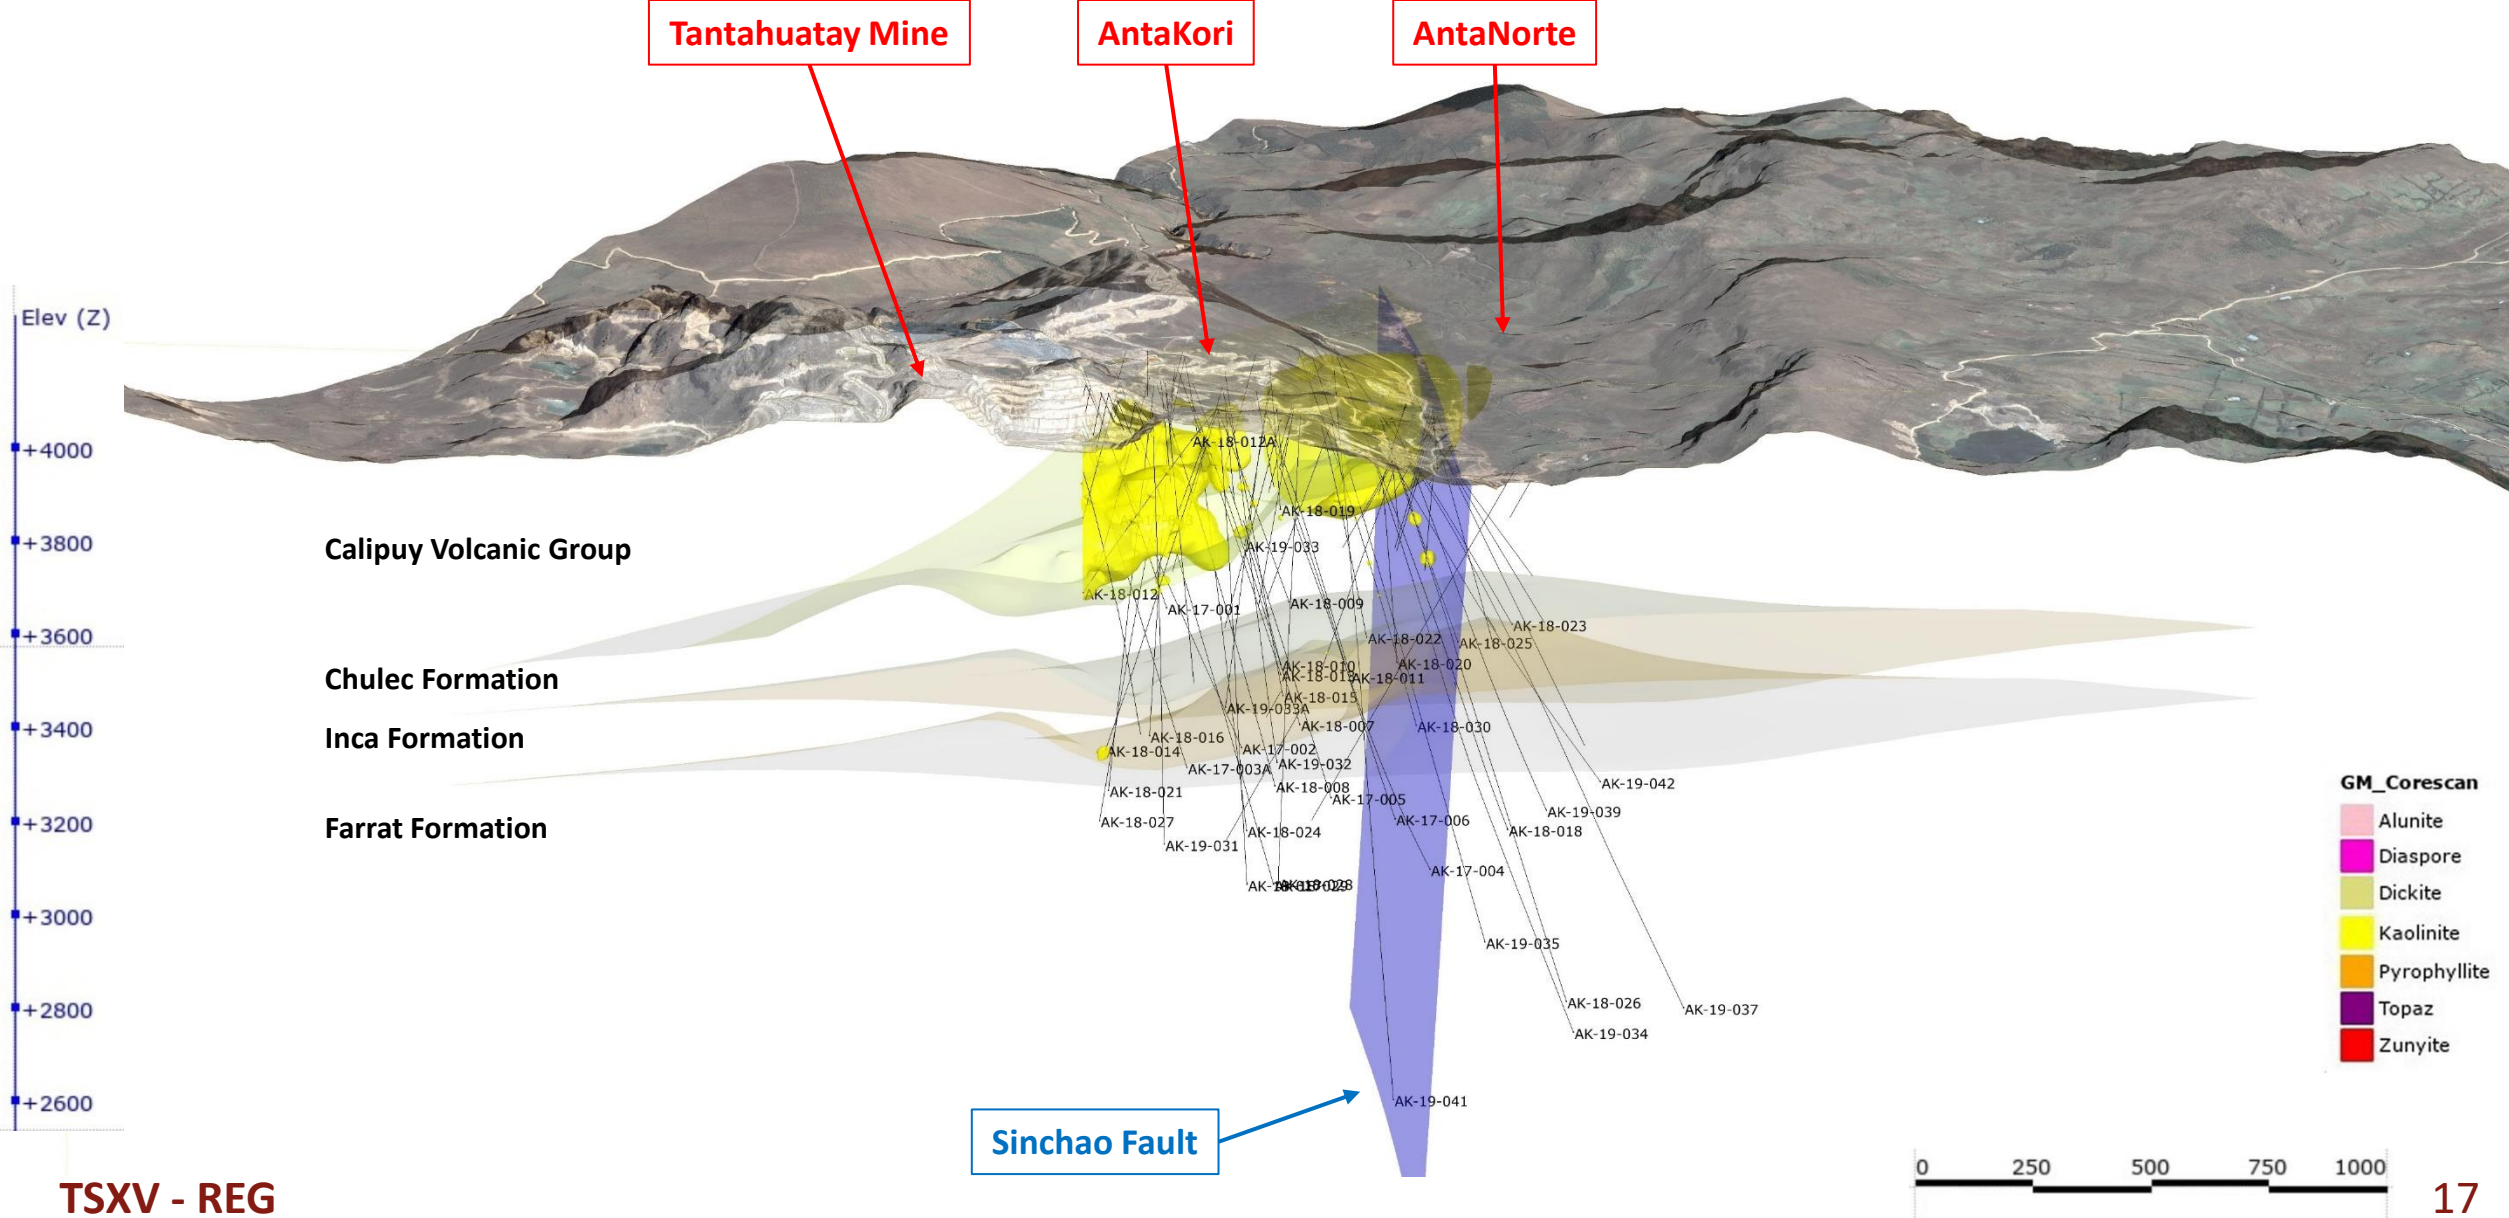 Tantahuatay Mine
AntaKori
AntaNorte
Elev (Z)
+4000
+3800
+3600
+3400
+3200
+3000
+2800
+2600
Calipuy Volcanic Group
Chulec Formation
Inca Formation
Farrat Formation
AK-18-012A
AK-18-019
AK-19-033
AK-18-012
AK-17-001
AK-18-009
AK-18-023
AK-18-022
AK-18-025
AK-18-010
AK-18-020
AK-18-013
AK-18-011
AK-18-015
AK-19-033A
AK-18-007
AK-18-030
AK-18-016
AK-18-014
AK-17-002
AK-17-003A
AK-19-032
AK-18-008
AK-18-021
AK-17-005
AK-19-042
AK-18-027
AK-17-006
AK-19-039
AK-18-024
AK-18-018
AK-19-031
AK-17-004
AK-19-035
AK-18-026
AK-19-037
AK-19-034
AK-19-041
GM_Corescan
Alunite
Diaspore
Dickite
Kaolinite
Pyrophyllite
Topaz
Zunyite
Sinchao Fault
0 250 500 750 1000
TSXV - REG
17